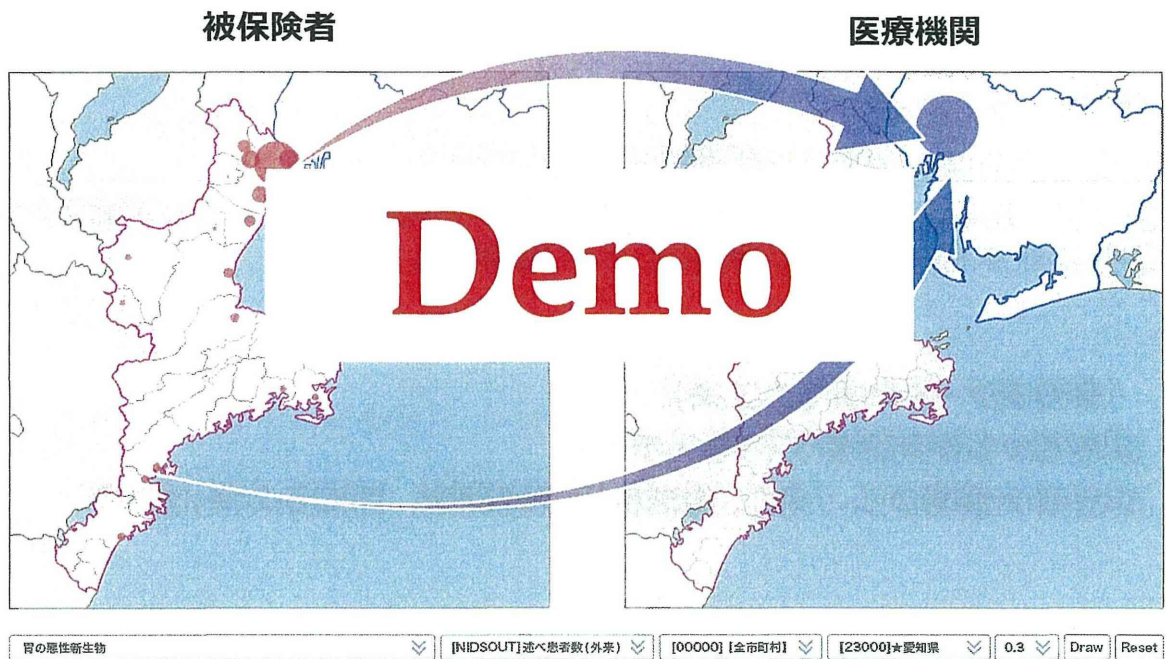 被保険者
医療機関
Demo
胃の悪性新生物
[NIDSOUT]述べ患者数(外来)
[00000] [全市町村]
[23000]★愛知県
0.3
Draw
Reset